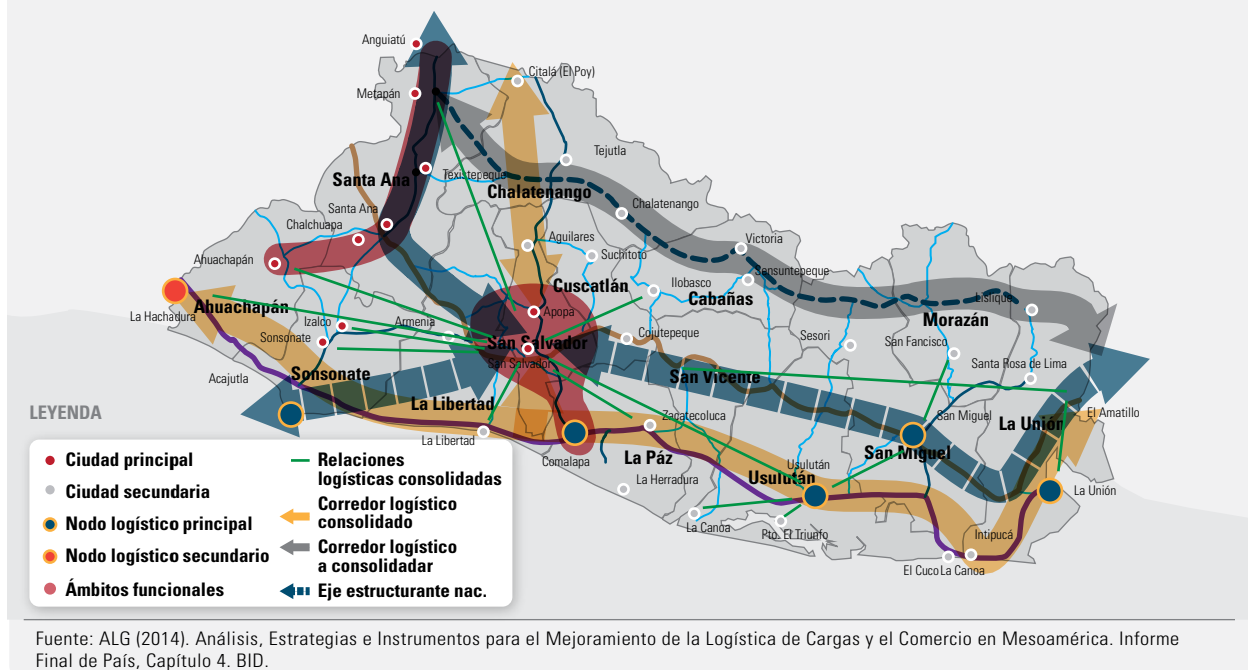 Anguiatú
Citalá (El Poy)
Metapán
Tejutla
Texistepeque
Santa Ana
Chalatenango
Santa Ana
Chalatenango
Chalchuapa
Aguilares
Victoria
Suchitoto
Ahuachapán
Sensuntepeque
Cuscatlán
Ilobasco
Cabañas
Ahuachapán
Lislique
La Hachadura
Izalco
Armenia
Apopa
Morazán
Sonsonate
San Salvador
Cojutepeque
Sesori
San Fancisco
San Salvador
Santa Rosa de Lima
Acajutla
Sonsonate
San Vicente
La Libertad
Zacatecoluca
San Miguel
El Amatillo
La Unión
La Libertad
San Miguel
Comalapa
La Páz
Usulután
Usulután
La Herradura
La Unión
La Canoa
Pto. El Triunfo
Intipucá
El Cuco
La Canoa
LEYENDA
Ciudad principal
Ciudad secundaria
Nodo logístico principal
Nodo logístico secundario
Ámbitos funcionales
Relaciones
logísticas consolidadas
Corredor logístico
consolidado
Corredor logístico
a consolidadar
Eje estructurante nac.
Fuente: ALG (2014). Análisis, Estrategias e Instrumentos para el Mejoramiento de la Logística de Cargas y el Comercio en Mesoamérica. Informe
Final de País, Capítulo 4. BID.